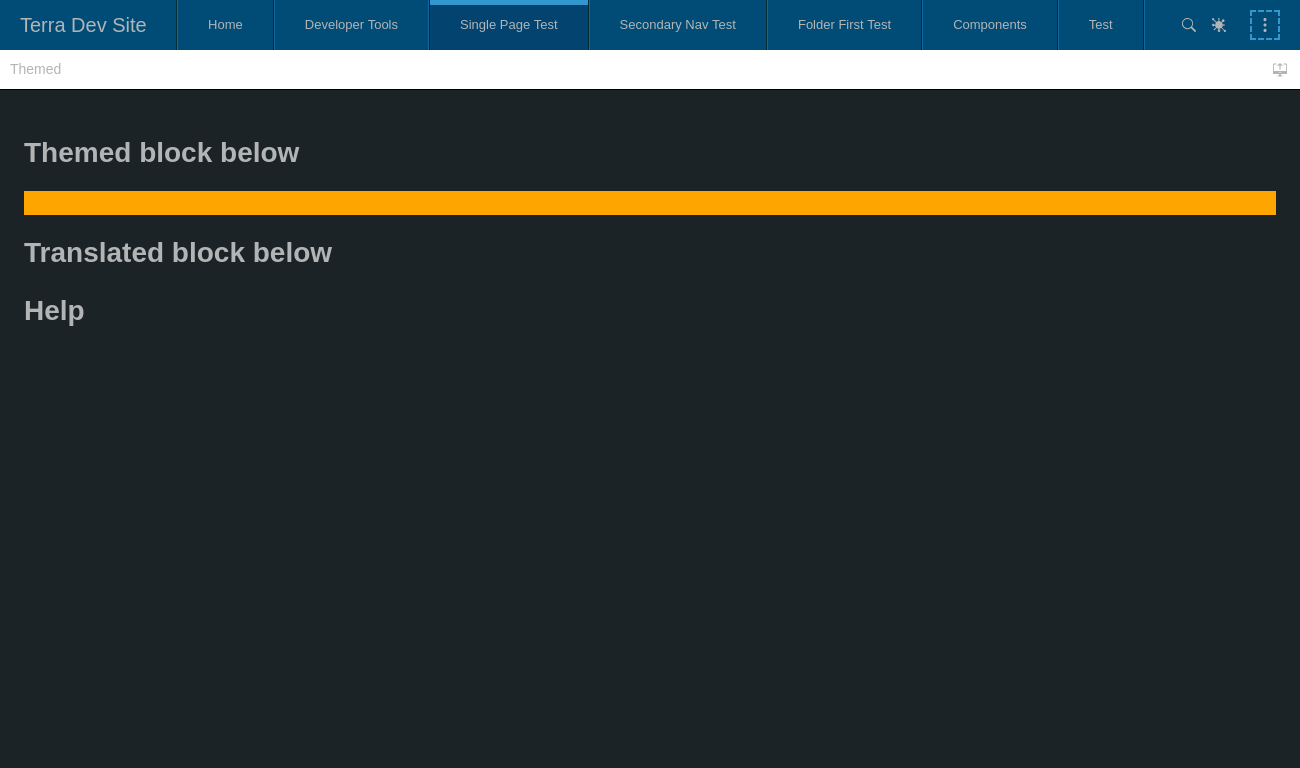 Terra Dev Site
Home
Developer Tools
Single Page Test
Secondary Nav Test
Folder First Test
Components
Test
Themed
Themed block below
Translated block below
Help